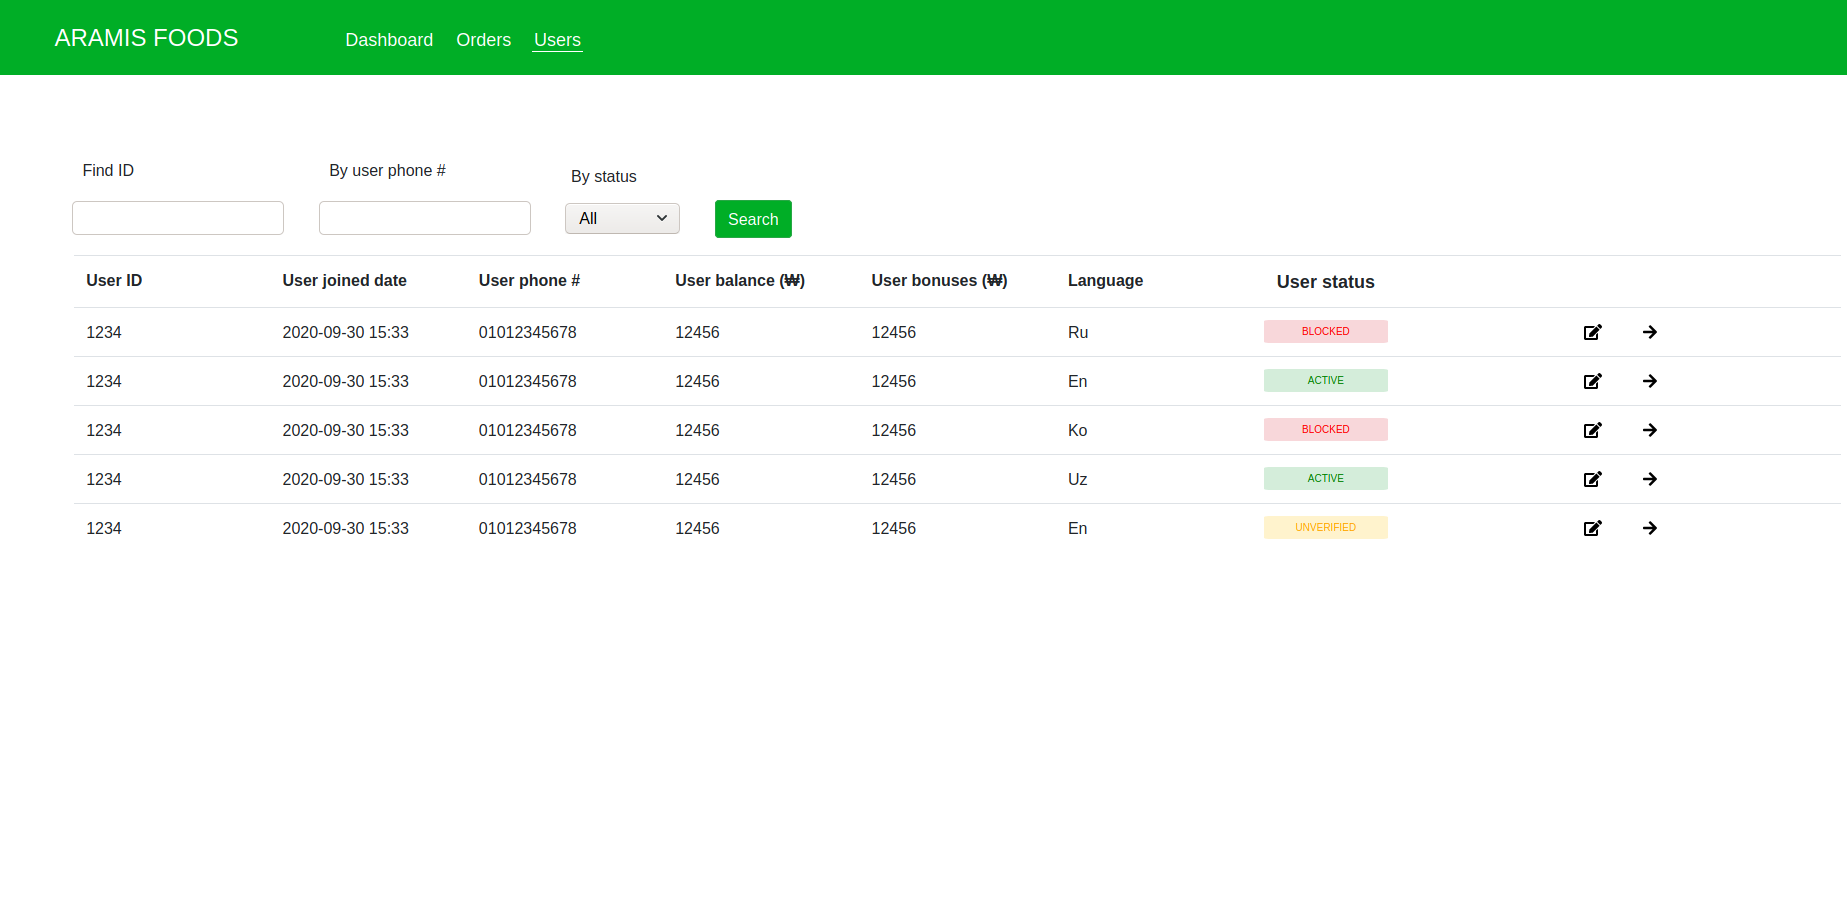 ARAMIS FOODS Dashboard Orders Users
Find ID By user phone # By status
All Search
User ID User joined date User phone # User balance (₩) User bonuses (₩) Language User status
1234 2020-09-30 15:33 01012345678 12456 12456 Ru BLOCKED
1234 2020-09-30 15:33 01012345678 12456 12456 En ACTIVE
1234 2020-09-30 15:33 01012345678 12456 12456 Ko BLOCKED
1234 2020-09-30 15:33 01012345678 12456 12456 Uz ACTIVE
1234 2020-09-30 15:33 01012345678 12456 12456 En UNVERIFIED